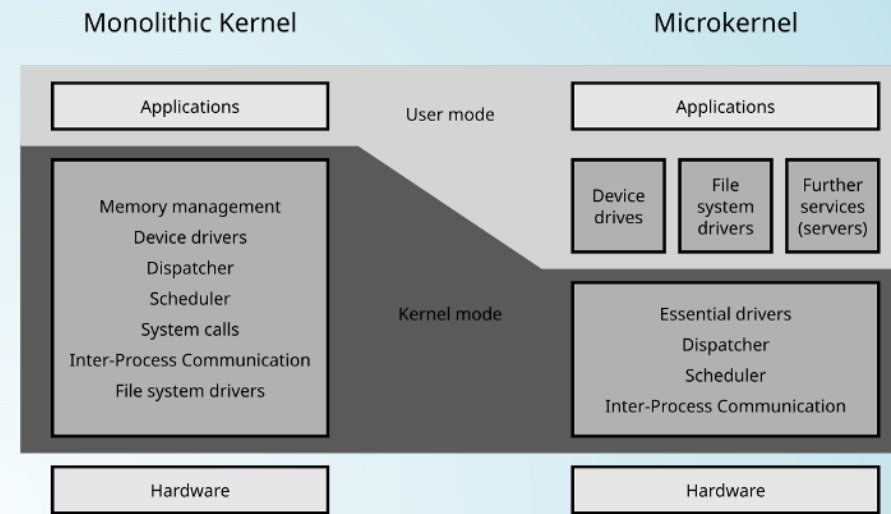 Monolithic Kernel
Microkernel
Applications
User mode
Applications
Memory management
Device drivers
Dispatcher
Scheduler
System calls
Inter-Process Communication
File system drivers
Device
drives
File
system
drivers
Further
services
(servers)
Kernel mode
Essential drivers
Dispatcher
Scheduler
Inter-Process Communication
Hardware
Hardware